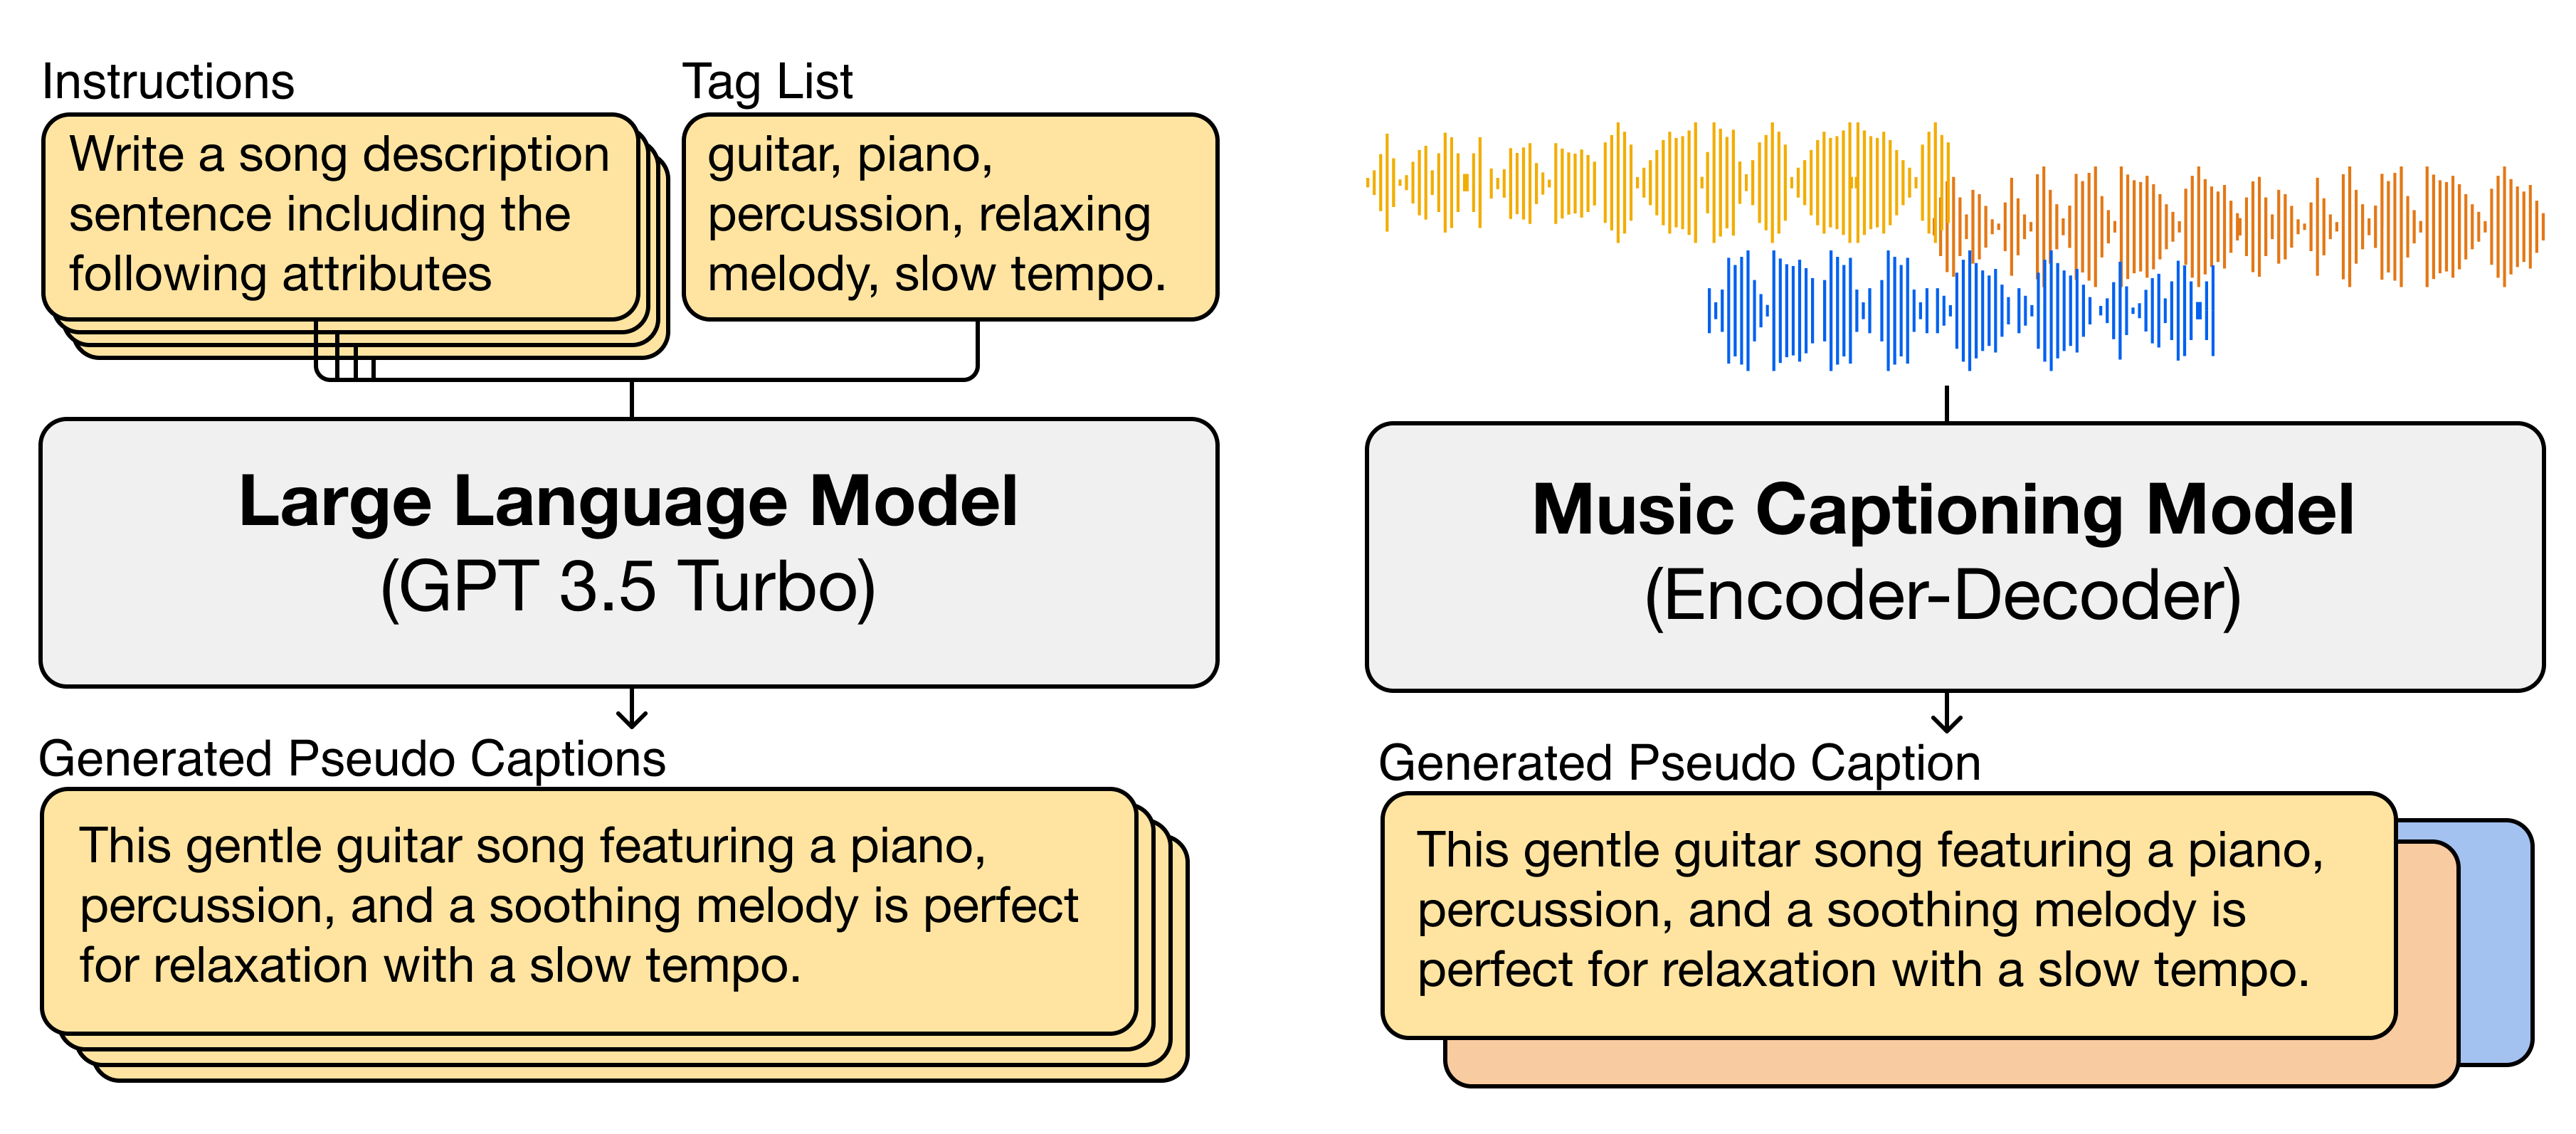 Instructions
Write a song description
sentence including the
following attributes
Tag List
guitar, piano,
percussion, relaxing
melody, slow tempo.
Large Language Model
(GPT 3.5 Turbo)
Generated Pseudo Captions
This gentle guitar song featuring a piano,
percussion, and a soothing melody is perfect
for relaxation with a slow tempo.
Music Captioning Model
(Encoder-Decoder)
Generated Pseudo Caption
This gentle guitar song featuring a piano,
percussion, and a soothing melody is
perfect for relaxation with a slow tempo.